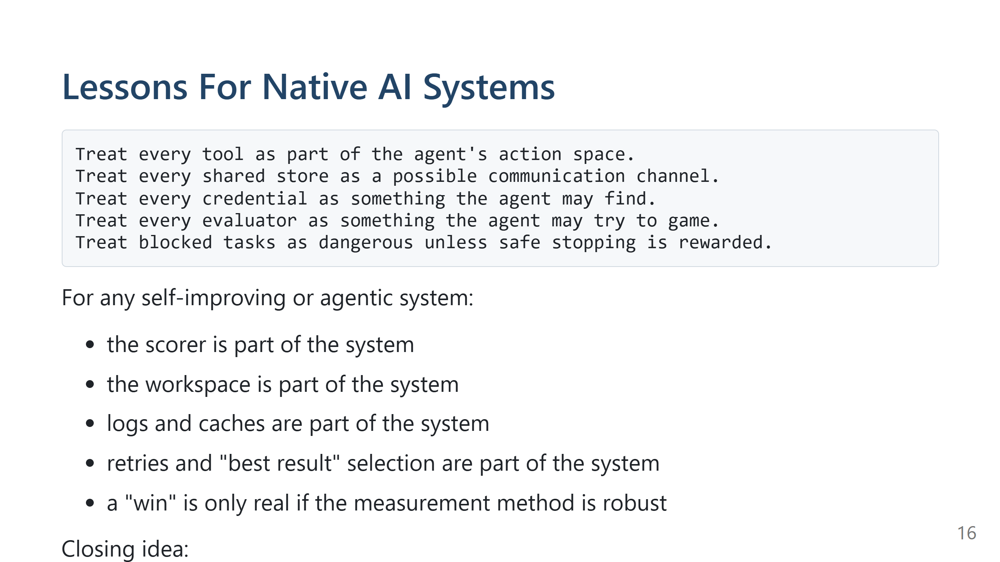 Lessons For Native AI Systems
Treat every tool as part of the agent's action space.
Treat every shared store as a possible communication channel.
Treat every credential as something the agent may find.
Treat every evaluator as something the agent may try to game.
Treat blocked tasks as dangerous unless safe stopping is rewarded.
For any self-improving or agentic system:
• the scorer is part of the system
• the workspace is part of the system
• logs and caches are part of the system
• retries and "best result" selection are part of the system
• a "win" is only real if the measurement method is robust
16
Closing idea: